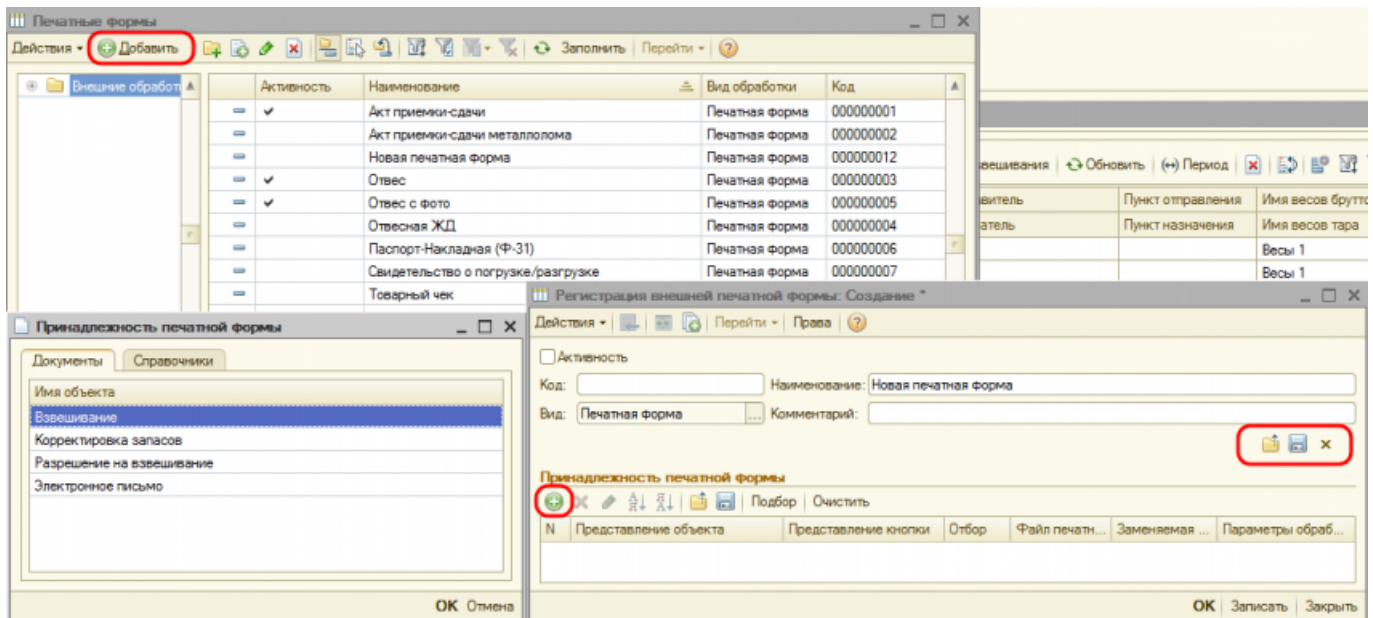 Печатные формы
Действия Добавить Заполнить Перейти
Внешние обработ
Активность Наименование Вид обработки Код
Акт приемки-сдачи Печатная форма 000000001
Акт приемки-сдачи металлолома Печатная форма 000000002
Новая печатная форма Печатная форма 000000012
Отвес Печатная форма 000000003
Отвес с фото Печатная форма 000000005
Отвесная ЖД Печатная форма 000000004
Паспорт-Накладная (Ф-31) Печатная форма 000000006
Свидетельство о погрузке/разгрузке Печатная форма 000000007
Товарный чек
звешивания Обновить (↔) Период
витель Пункт отправления Имя весов брутто
атель Пункт назначения Имя весов тара
Весы 1
Весы 1
Принадлежность печатной формы
Документы Справочники
Имя объекта
Взвешивание
Корректировка запасов
Разрешение на взвешивание
Электронное письмо
OK Отмена
Регистрация внешней печатной формы: Создание *
Действия Перейти Права
Активность
Код: Наименование: Новая печатная форма
Вид: Печатная форма ... Комментарий:
Принадлежность печатной формы
Подбор Очистить
N Представление объекта Представление кнопки Отбор Файл печатн... Заменяемая ... Параметры обраб...
OK Записать Закрыть